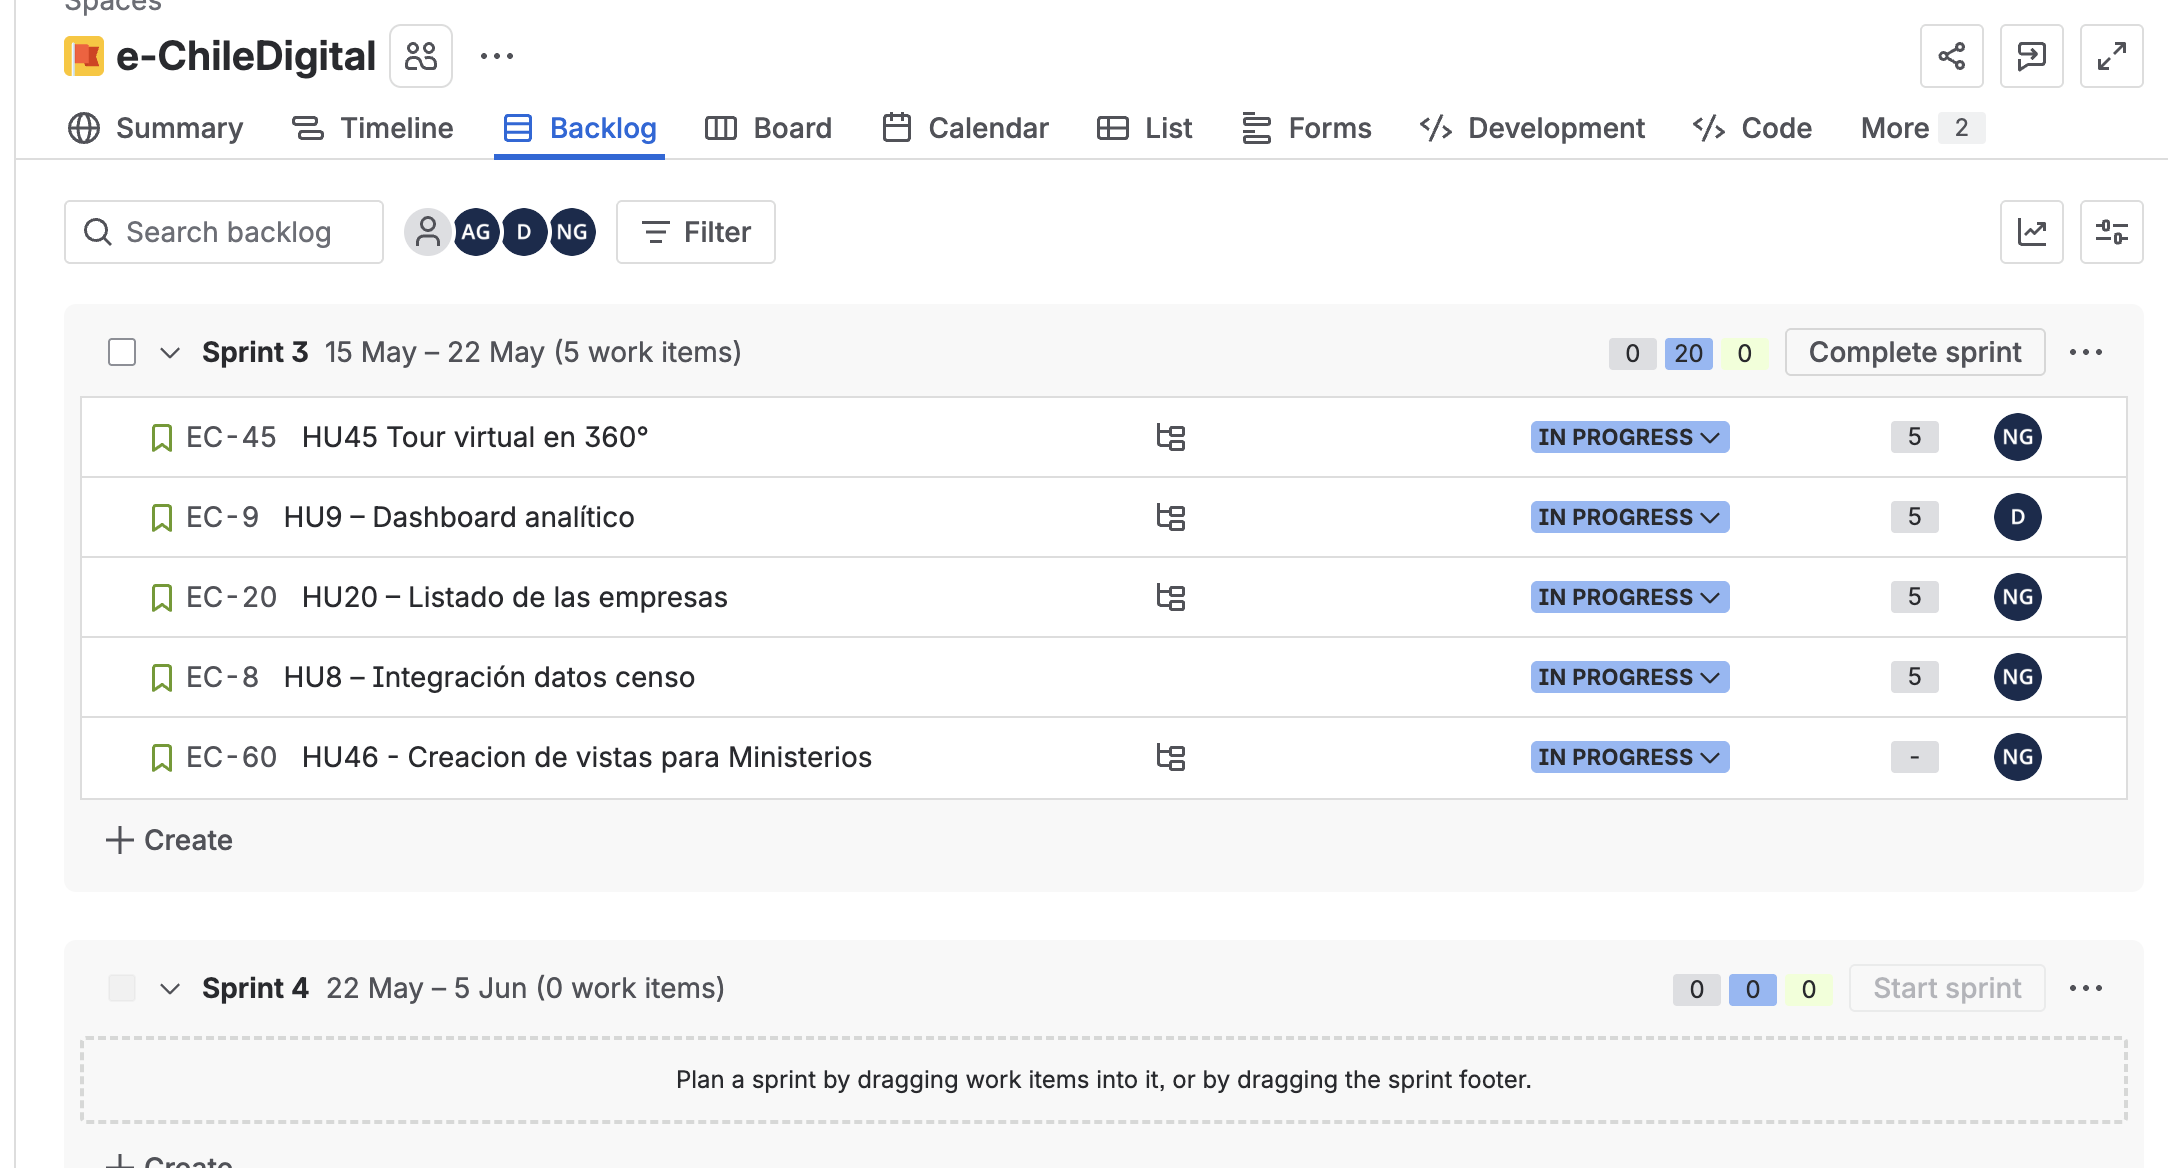 Spaces
e-ChileDigital
Summary Timeline Backlog Board Calendar List Forms Development Code More 2
Search backlog AG D NG Filter
Sprint 3 15 May – 22 May (5 work items) 0 20 0 Complete sprint
EC-45 HU45 Tour virtual en 360° IN PROGRESS 5 NG
EC-9 HU9 – Dashboard analítico IN PROGRESS 5 D
EC-20 HU20 – Listado de las empresas IN PROGRESS 5 NG
EC-8 HU8 – Integración datos censo IN PROGRESS 5 NG
EC-60 HU46 - Creacion de vistas para Ministerios IN PROGRESS - NG
Create
Sprint 4 22 May – 5 Jun (0 work items) 0 0 0 Start sprint
Plan a sprint by dragging work items into it, or by dragging the sprint footer.
Create